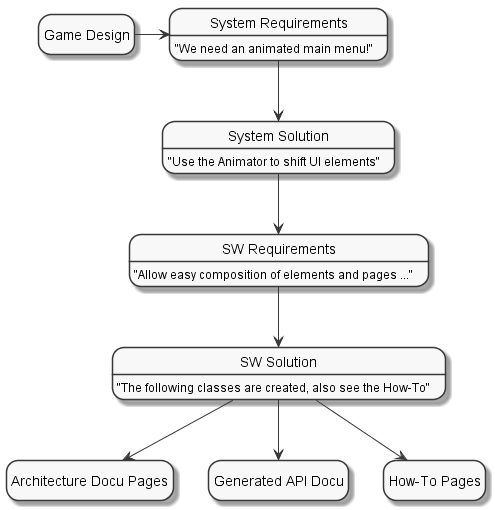 Game Design
System Requirements
"We need an animated main menu!"
System Solution
"Use the Animator to shift UI elements"
SW Requirements
"Allow easy composition of elements and pages ..."
SW Solution
"The following classes are created, also see the How-To"
Architecture Docu Pages
Generated API Docu
How-To Pages